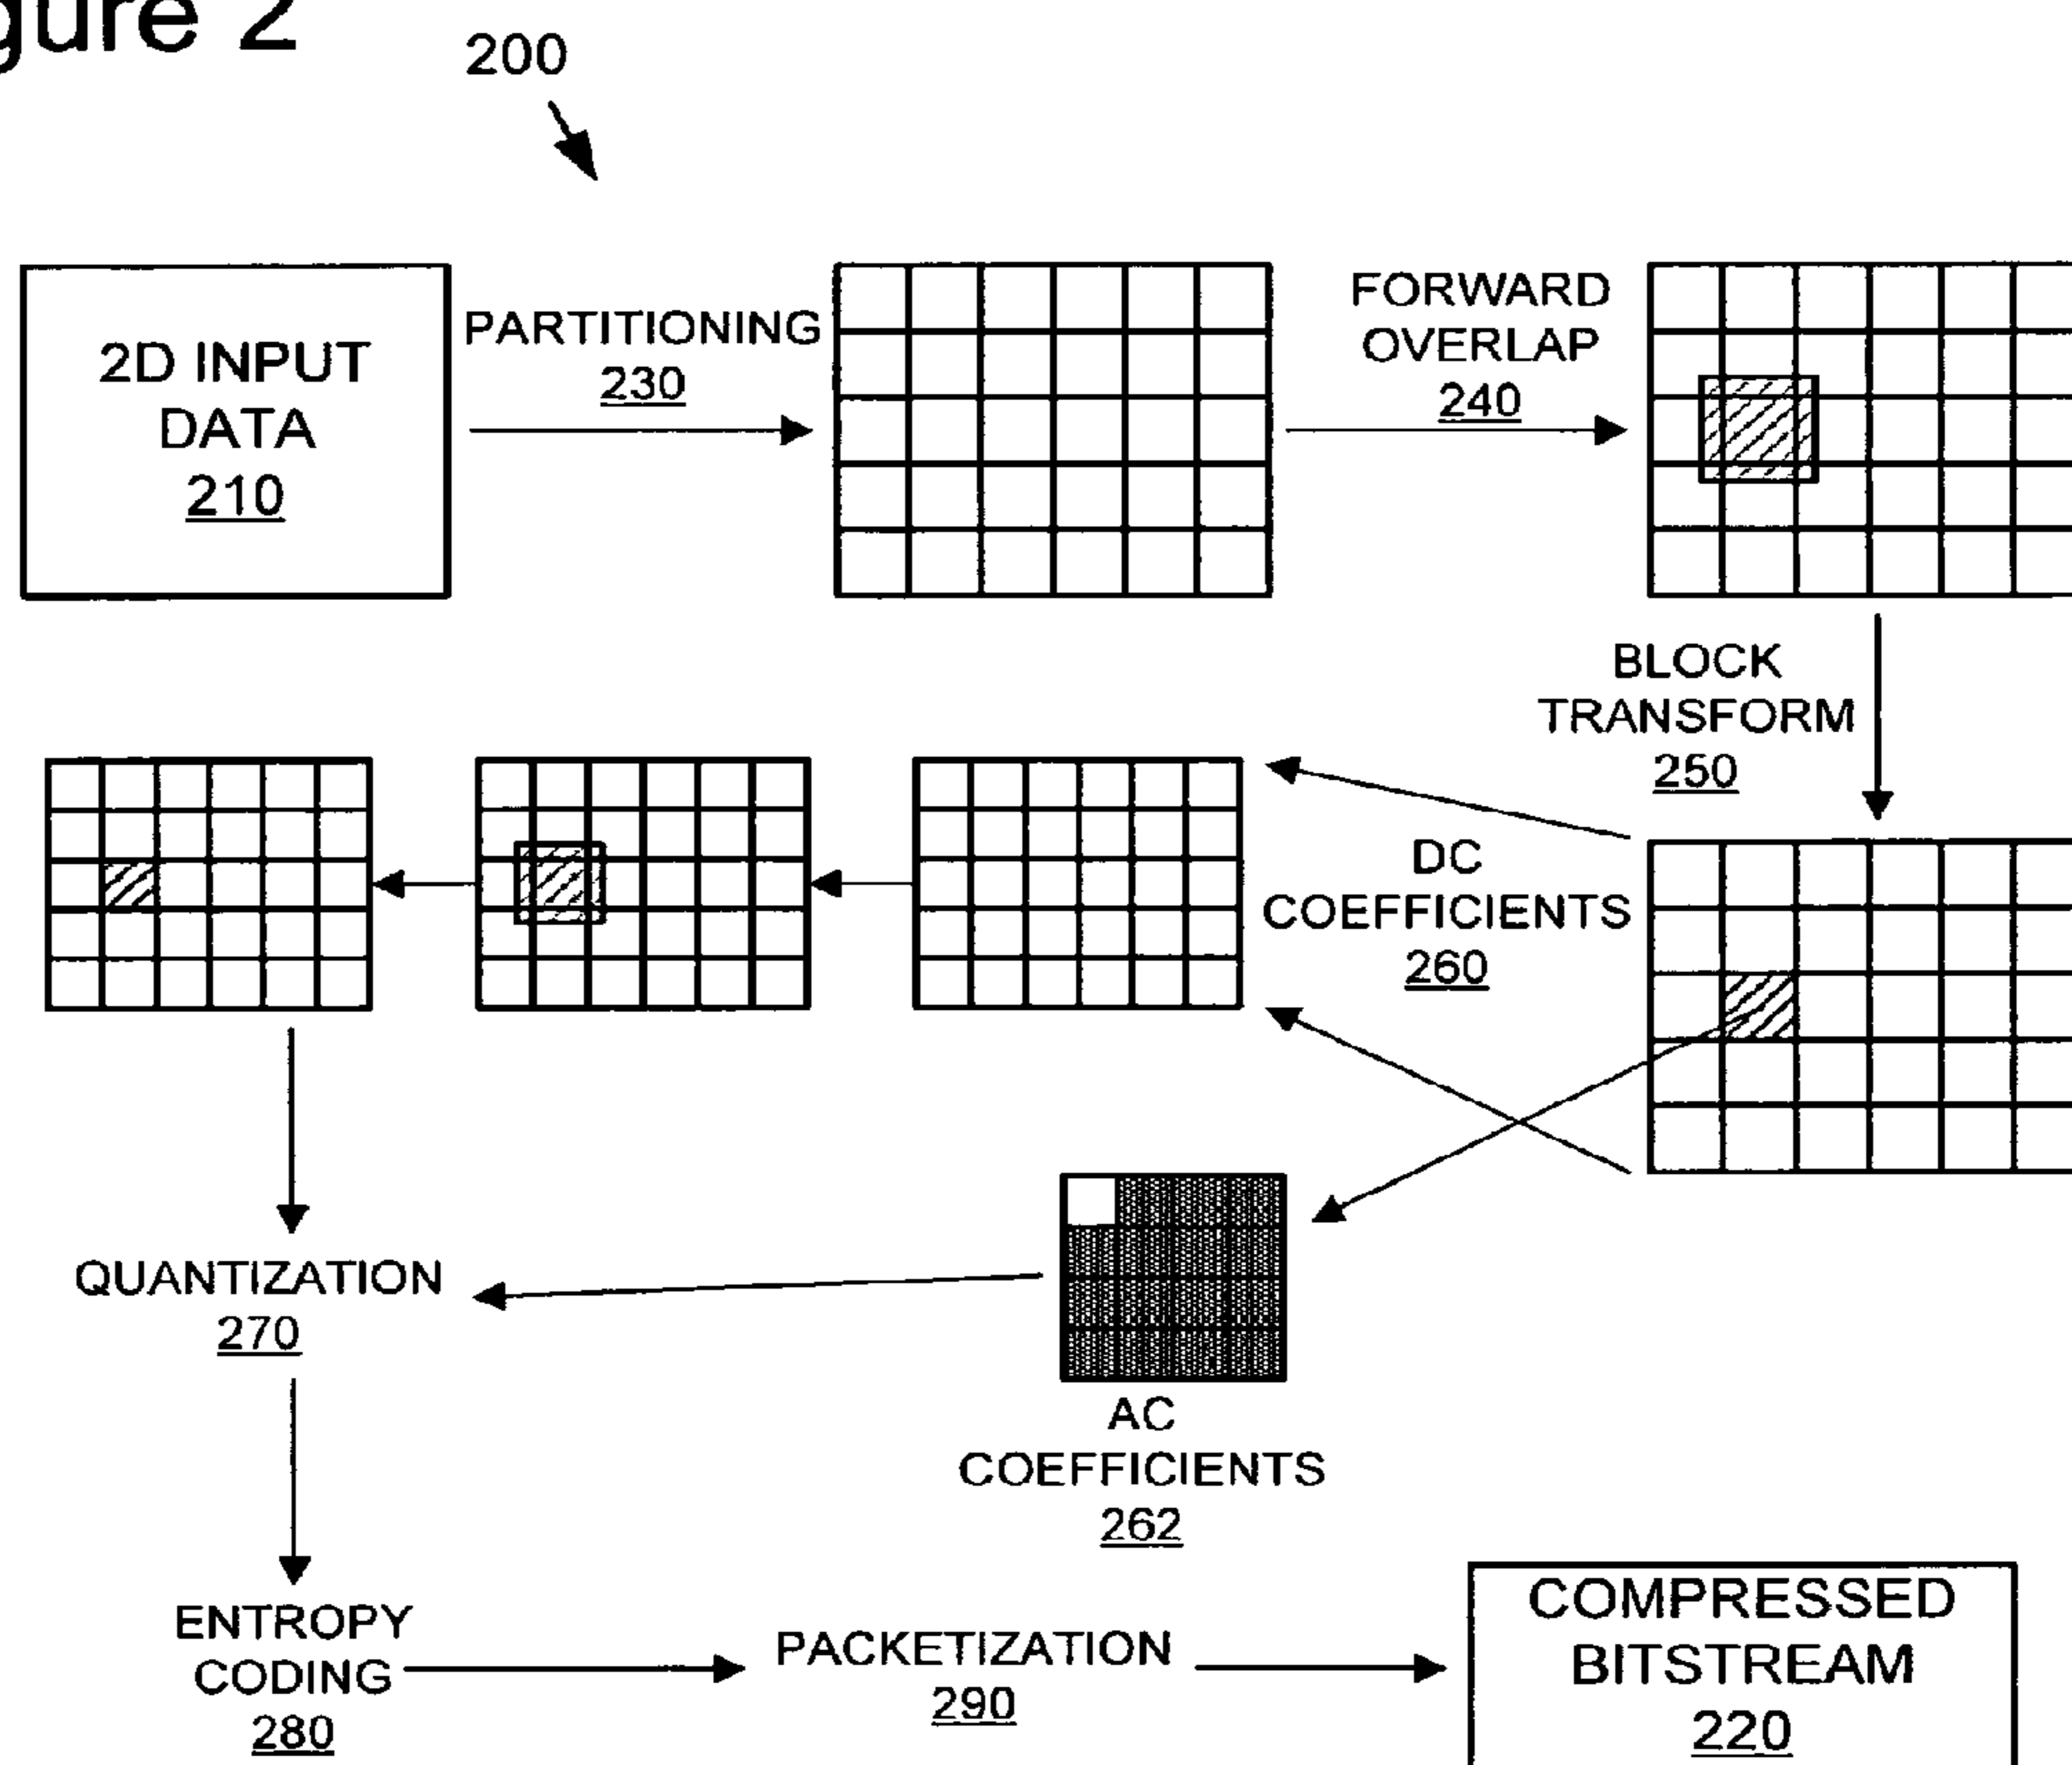 gure 2
200
2D INPUT
DATA
210
PARTITIONING
230
FORWARD
OVERLAP
240
BLOCK
TRANSFORM
250
DC
COEFFICIENTS
260
AC
COEFFICIENTS
262
QUANTIZATION
270
ENTROPY
CODING
280
PACKETIZATION
290
COMPRESSED
BITSTREAM
220